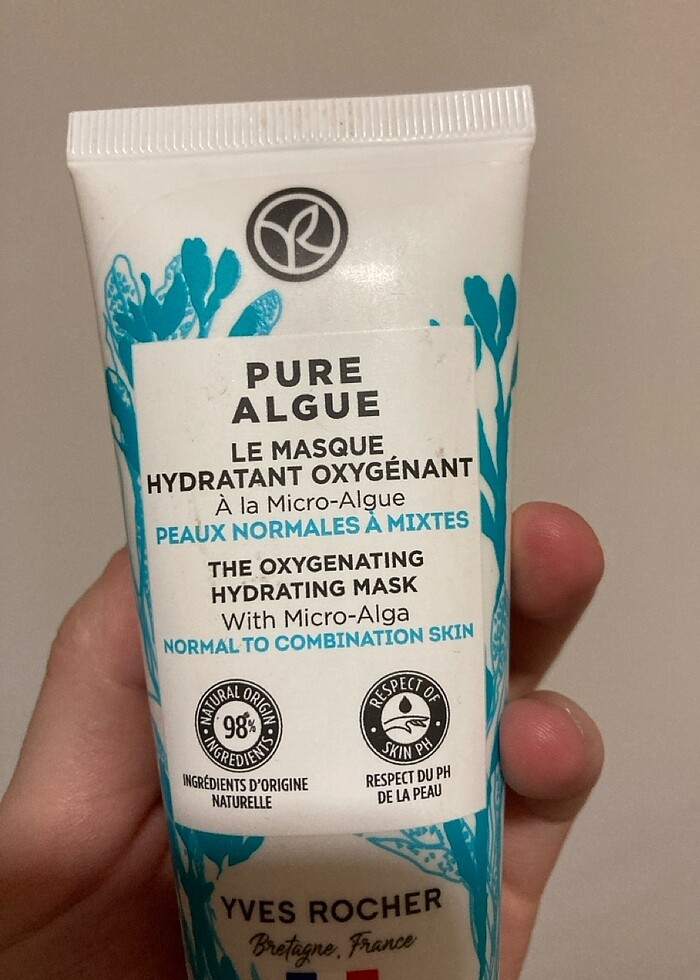 PURE
ALGUE
LE MASQUE
HYDRATANT OXYGÉNANT
À la Micro-Algue
PEAUX NORMALES À MIXTES
THE OXYGENATING
HYDRATING MASK
With Micro-Alga
NORMAL TO COMBINATION SKIN
NATURAL ORIGIN
98%
INGREDIENTS
INGRÉDIENTS D'ORIGINE
NATURELLE
RESPECT OF
SKIN PH
RESPECT DU PH
DE LA PEAU
YVES ROCHER
Bretagne, France